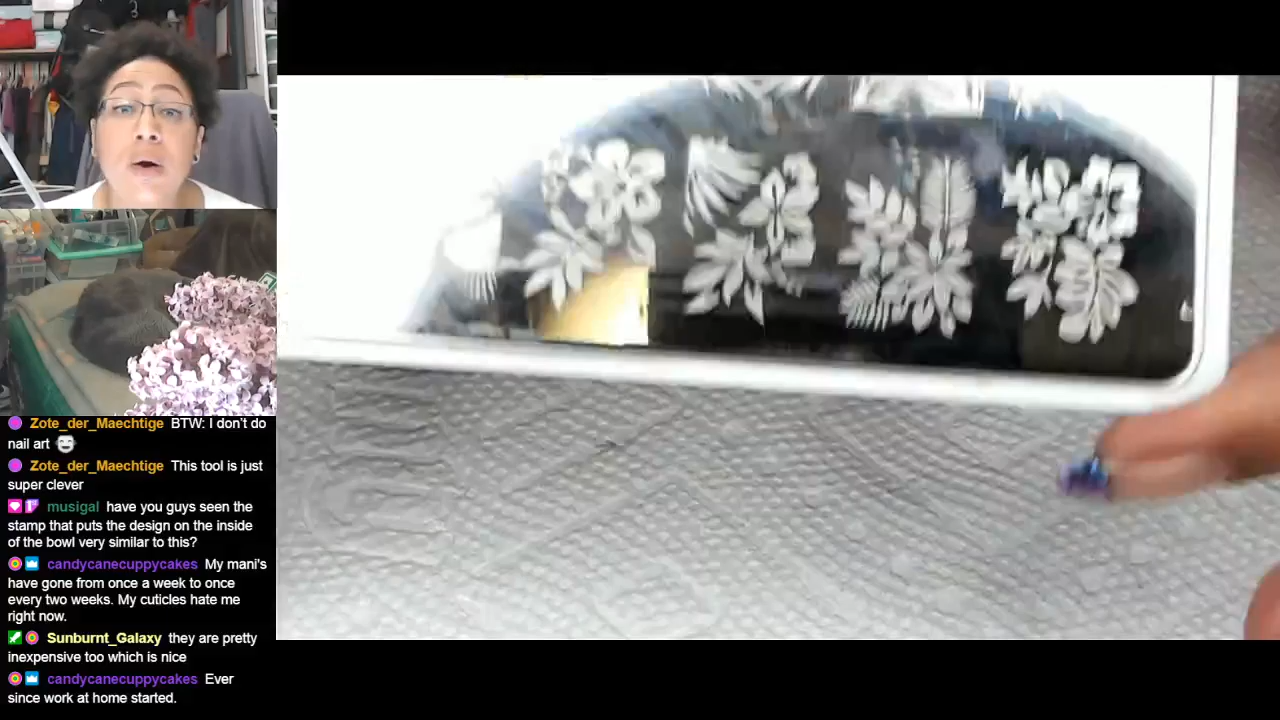 Zote_der_Maechtige BTW: I don't do
nail art
Zote_der_Maechtige This tool is just
super clever
musigal have you guys seen the
stamp that puts the design on the inside
of the bowl very similar to this?
candycanecuppycakes My mani's
have gone from once a week to once
every two weeks. My cuticles hate me
right now.
Sunburnt_Galaxy they are pretty
inexpensive too which is nice
candycanecuppycakes Ever
since work at home started.